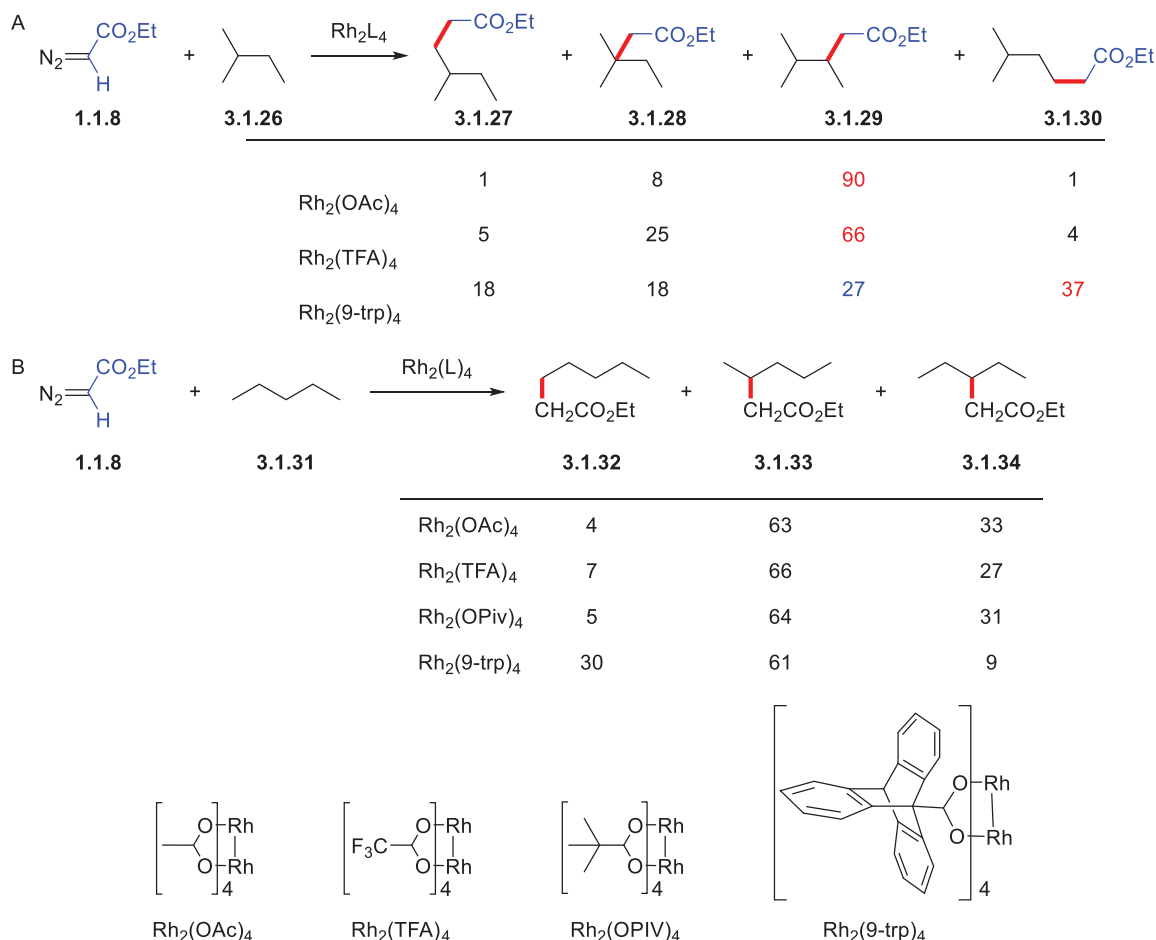 A
N2 CO2Et H + Rh2L4 CO2Et + CO2Et + CO2Et + CO2Et
1.1.8 3.1.26 3.1.27 3.1.28 3.1.29 3.1.30
1 8 90 1
Rh2(OAc)4
5 25 66 4
Rh2(TFA)4
18 18 27 37
Rh2(9-trp)4
B
N2 CO2Et H + Rh2(L)4 CH2CO2Et + CH2CO2Et + CH2CO2Et
1.1.8 3.1.31 3.1.32 3.1.33 3.1.34
Rh2(OAc)4 4 63 33
Rh2(TFA)4 7 66 27
Rh2(OPiv)4 5 64 31
Rh2(9-trp)4 30 61 9
O Rh O Rh 4
F3C O Rh O Rh 4
O Rh O Rh 4
O Rh O Rh 4
Rh2(OAc)4 Rh2(TFA)4 Rh2(OPIV)4 Rh2(9-trp)4